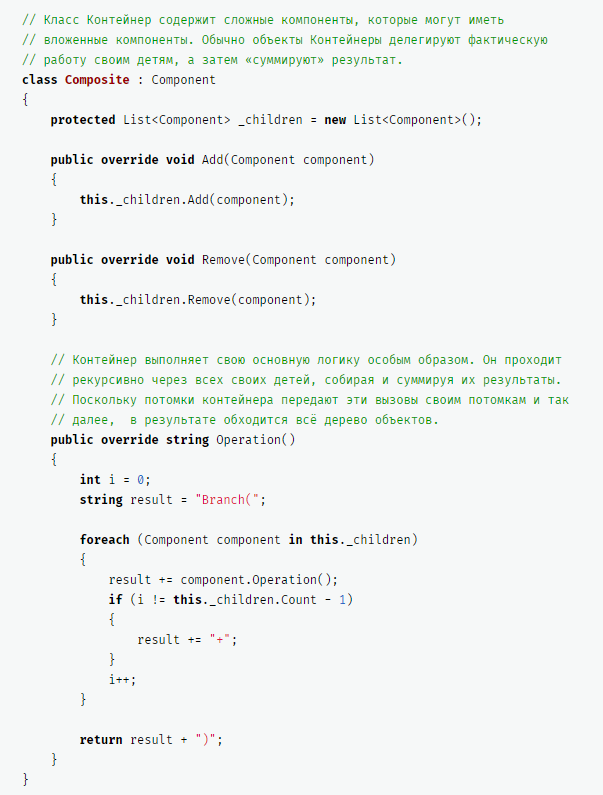 // Класс Контейнер содержит сложные компоненты, которые могут иметь
// вложенные компоненты. Обычно объекты Контейнеры делегируют фактическую
// работу своим детям, а затем «суммируют» результат.
class Composite : Component
{
    protected List<Component> _children = new List<Component>();

    public override void Add(Component component)
    {
        this._children.Add(component);
    }

    public override void Remove(Component component)
    {
        this._children.Remove(component);
    }

    // Контейнер выполняет свою основную логику особым образом. Он проходит
    // рекурсивно через всех своих детей, собирая и суммируя их результаты.
    // Поскольку потомки контейнера передают эти вызовы своим потомкам и так
    // далее,  в результате обходится всё дерево объектов.
    public override string Operation()
    {
        int i = 0;
        string result = "Branch(";

        foreach (Component component in this._children)
        {
            result += component.Operation();
            if (i != this._children.Count - 1)
            {
                result += "+";
            }
            i++;
        }

        return result + ")";
    }
}